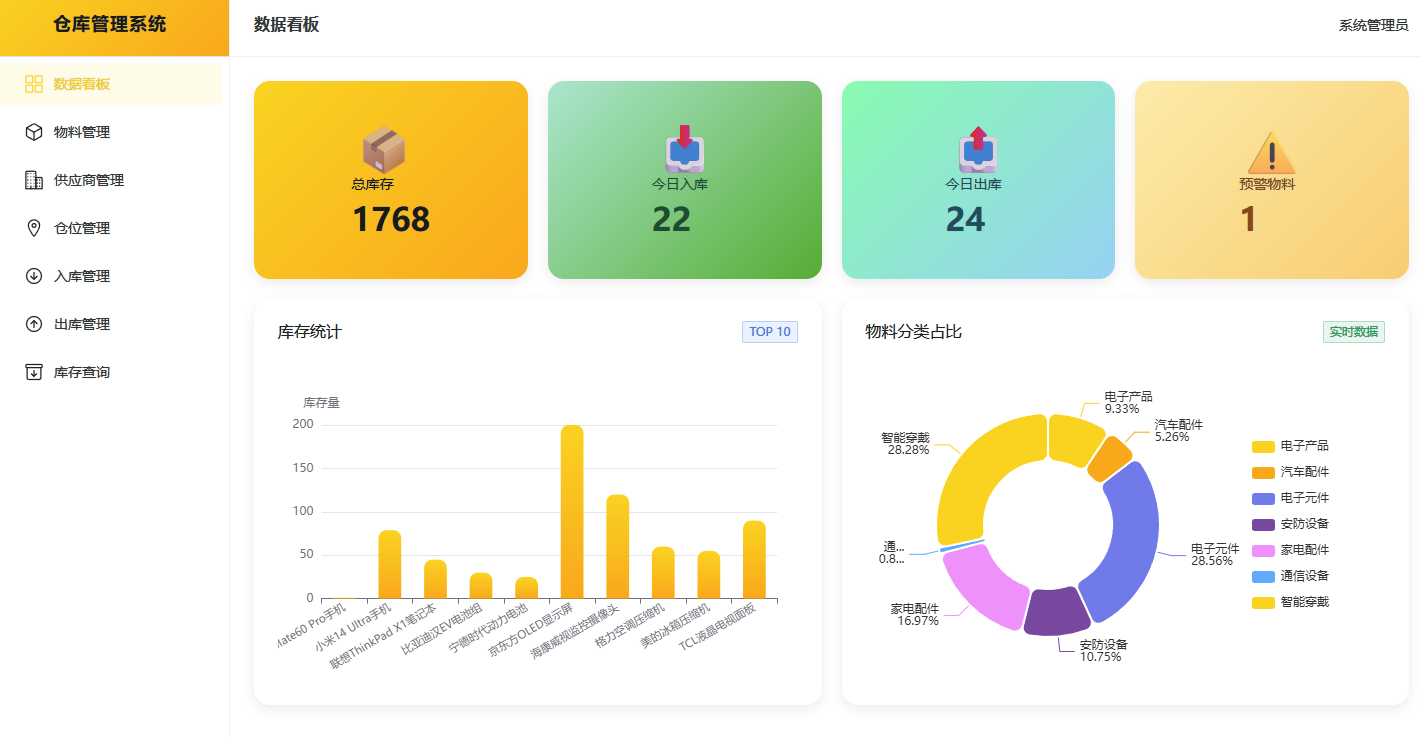 仓库管理系统
数据看板
系统管理员
数据看板
物料管理
供应商管理
仓位管理
入库管理
出库管理
库存查询
总库存
1768
今日入库
22
今日出库
24
预警物料
1
库存统计
TOP 10
库存量
200
150
100
50
0
Mate60 Pro手机
小米14 Ultra手机
联想ThinkPad X1笔记本
比亚迪汉EV电池组
宁德时代动力电池
京东方OLED显示屏
海康威视监控摄像头
格力空调压缩机
美的冰箱压缩机
TCL液晶电视面板
物料分类占比
实时数据
电子产品
9.33%
汽车配件
5.26%
智能穿戴
28.28%
通...
0.8...
电子元件
28.56%
家电配件
16.97%
安防设备
10.75%
电子产品
汽车配件
电子元件
安防设备
家电配件
通信设备
智能穿戴